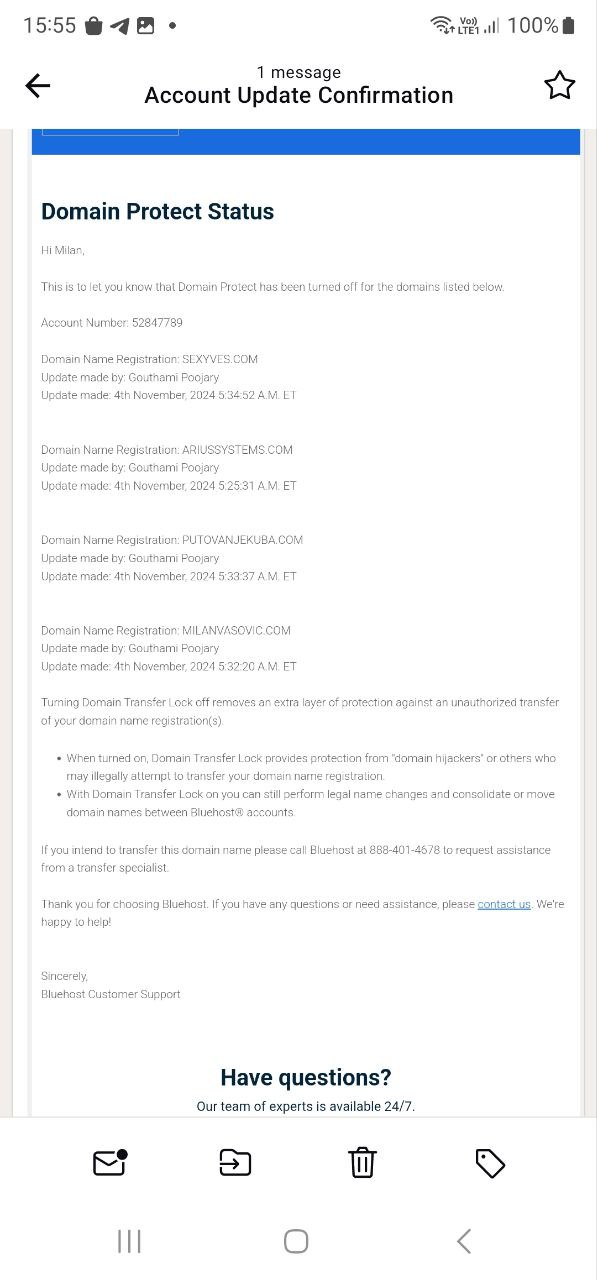 15:55
Vo))
LTE1
100%
1 message
Account Update Confirmation
Domain Protect Status
Hi Milan,
This is to let you know that Domain Protect has been turned off for the domains listed below.
Account Number: 52847789
Domain Name Registration: SEXYVES.COM
Update made by: Gouthami Poojary
Update made: 4th November, 2024 5:34:52 A.M. ET
Domain Name Registration: ARIUSSYSTEMS.COM
Update made by: Gouthami Poojary
Update made: 4th November, 2024 5:25:31 A.M. ET
Domain Name Registration: PUTOVANJEKUBA.COM
Update made by: Gouthami Poojary
Update made: 4th November, 2024 5:33:37 A.M. ET
Domain Name Registration: MILANVASOVIC.COM
Update made by: Gouthami Poojary
Update made: 4th November, 2024 5:32:20 A.M. ET
Turning Domain Transfer Lock off removes an extra layer of protection against an unauthorized transfer
of your domain name registration(s).
• When turned on, Domain Transfer Lock provides protection from "domain hijackers" or others who
may illegally attempt to transfer your domain name registration.
• With Domain Transfer Lock on you can still perform legal name changes and consolidate or move
domain names between Bluehost® accounts.
If you intend to transfer this domain name please call Bluehost at 888-401-4678 to request assistance
from a transfer specialist.
Thank you for choosing Bluehost. If you have any questions or need assistance, please contact us. We're
happy to help!
Sincerely,
Bluehost Customer Support
Have questions?
Our team of experts is available 24/7.